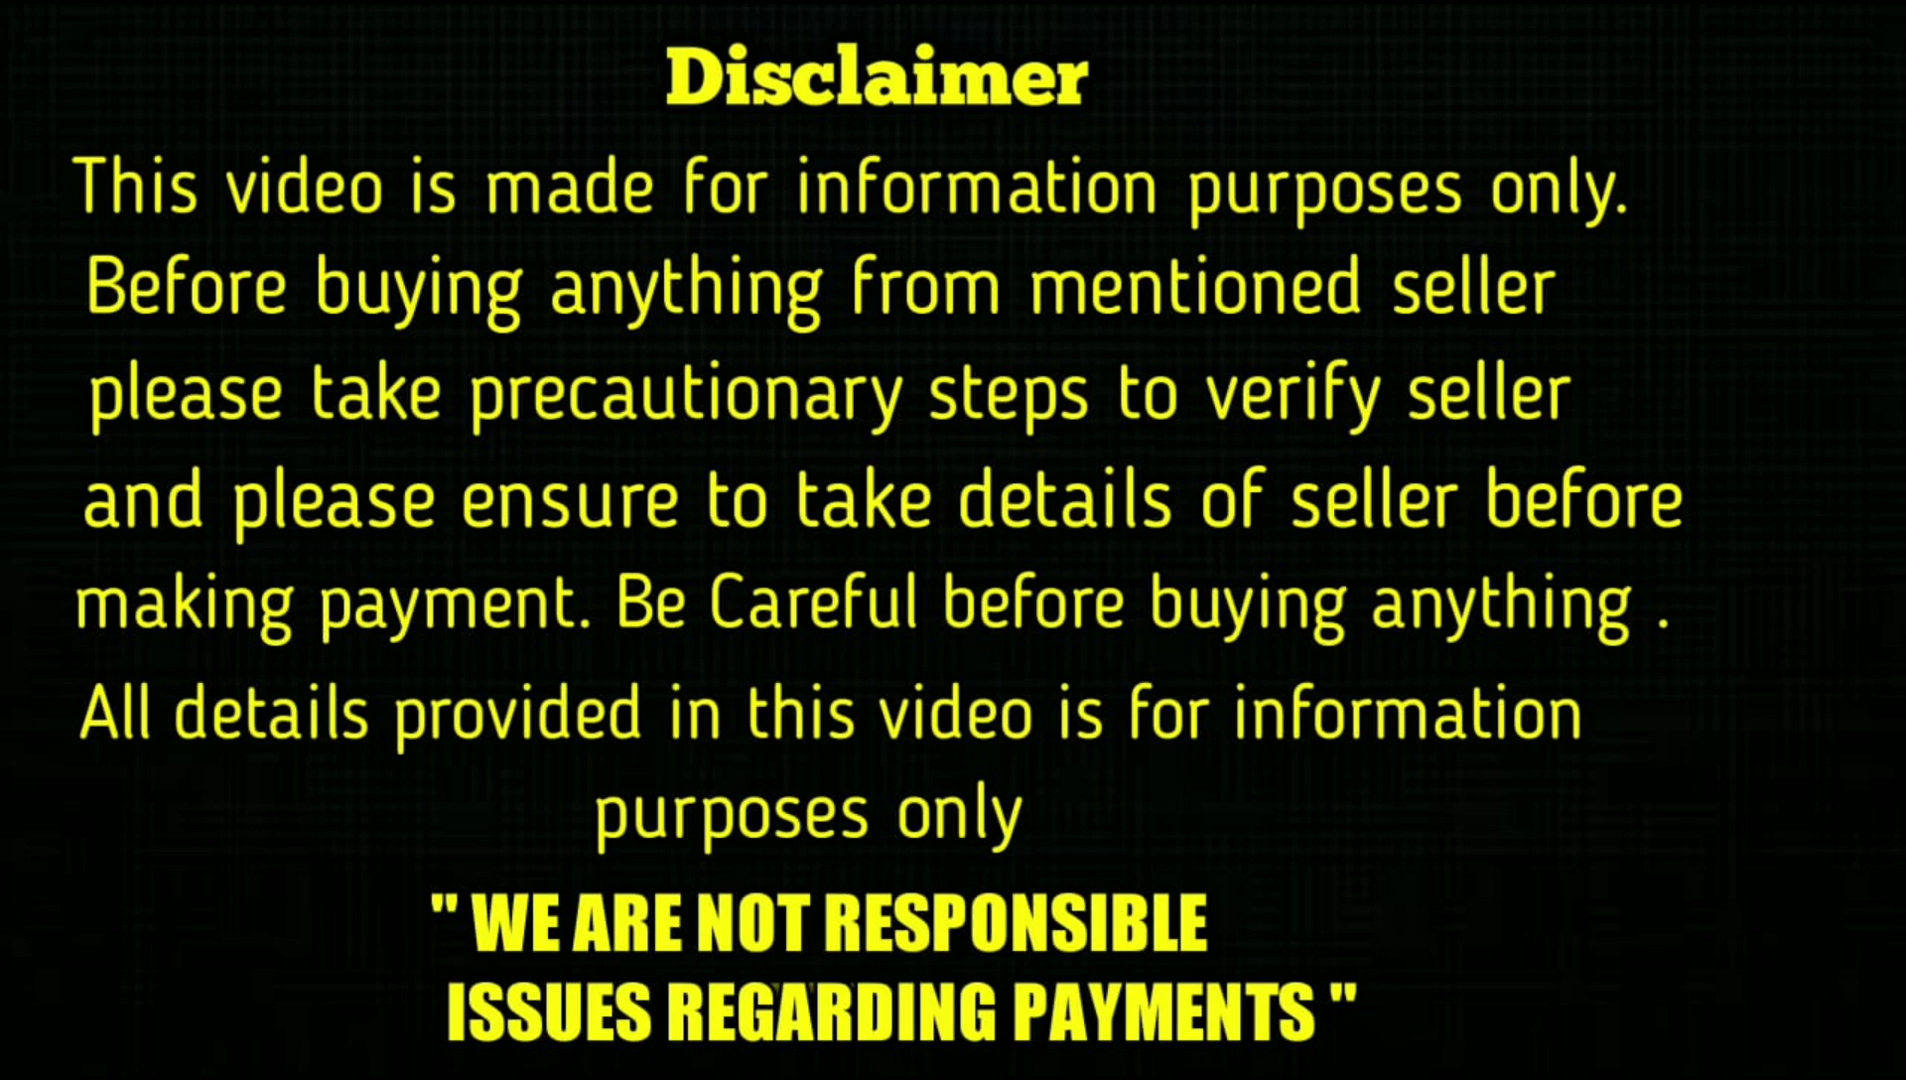 Disclaimer
This video is made for information purposes only.
Before buying anything from mentioned seller
please take precautionary steps to verify seller
and please ensure to take details of seller before
making payment. Be Careful before buying anything .
All details provided in this video is for information
purposes only
" WE ARE NOT RESPONSIBLE
ISSUES REGARDING PAYMENTS "